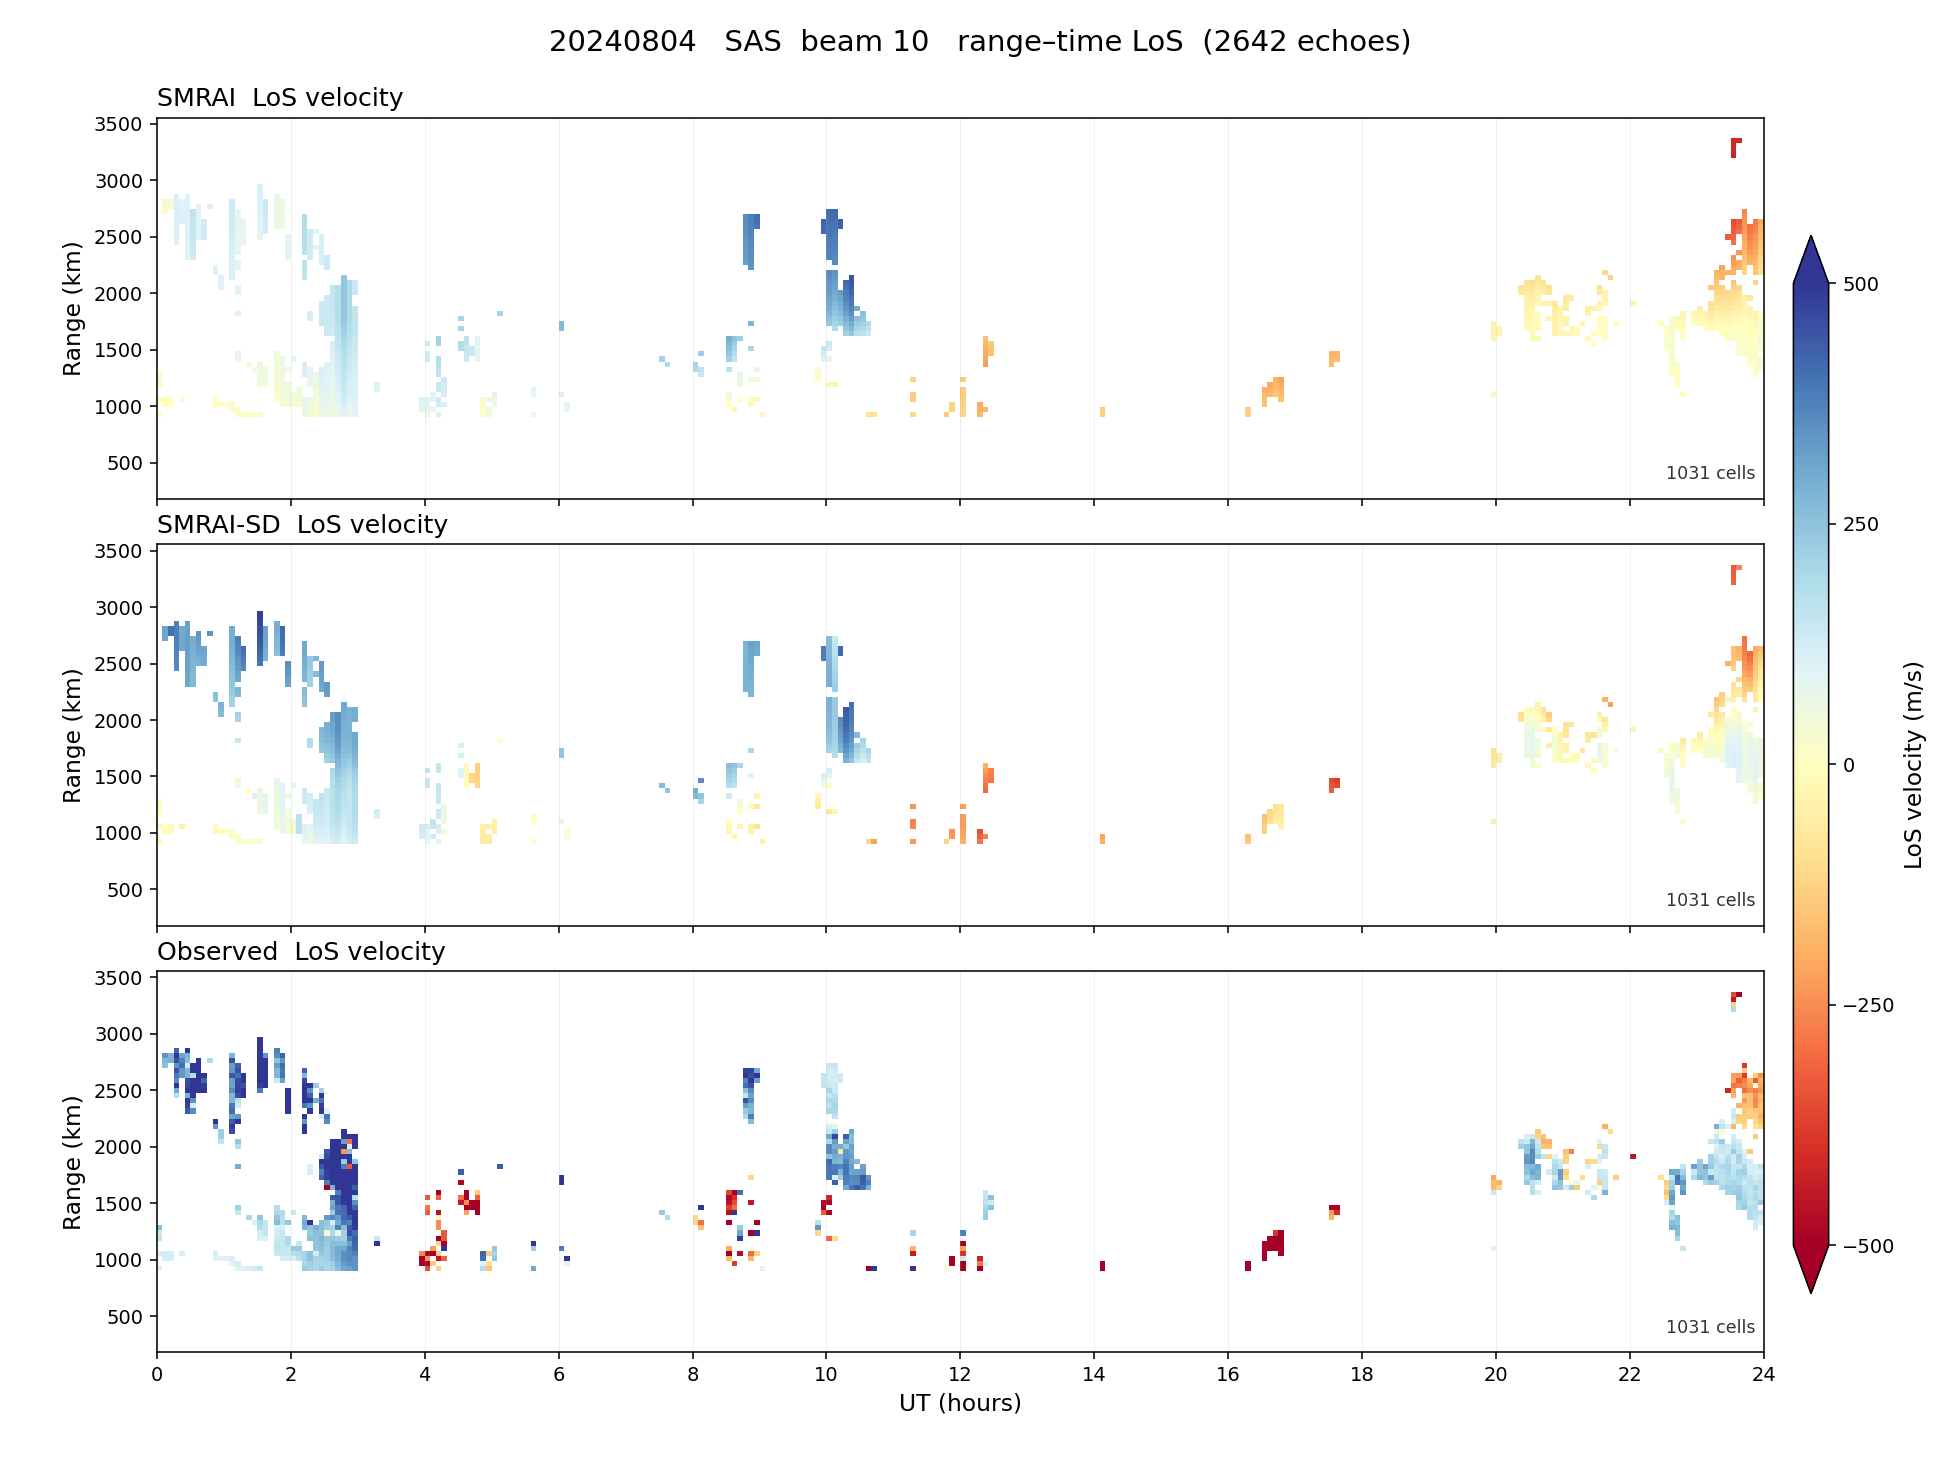 20240804   SAS  beam 10   range–time LoS  (2642 echoes)
SMRAI  LoS velocity
3500
3000
2500
2000
1500
1000
500
Range (km)
1031 cells
SMRAI-SD  LoS velocity
3500
3000
2500
2000
1500
1000
500
Range (km)
1031 cells
Observed  LoS velocity
3500
3000
2500
2000
1500
1000
500
Range (km)
1031 cells
0 2 4 6 8 10 12 14 16 18 20 22 24
UT (hours)
500
250
0
−250
−500
LoS velocity (m/s)